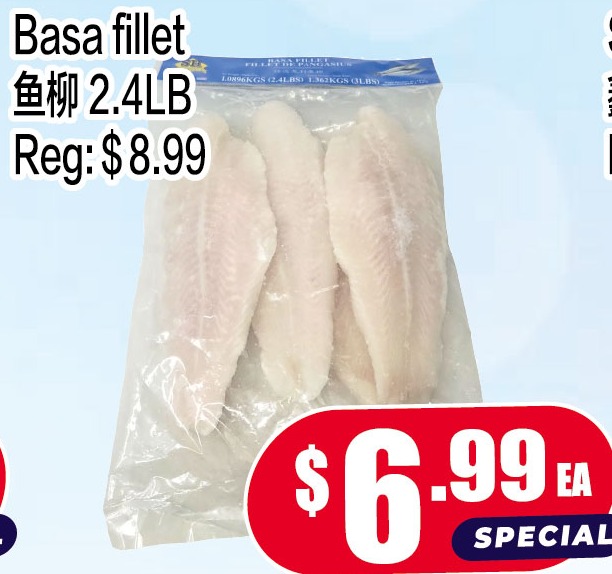 Basa fillet
鱼柳 2.4LB
Reg: $ 8.99
BASA FILLET
FILLET DE PANGASIUS
1.0896KGS (2.4LBS) 1.362KGS (3LBS)
$ 6.99 EA
SPECIAL